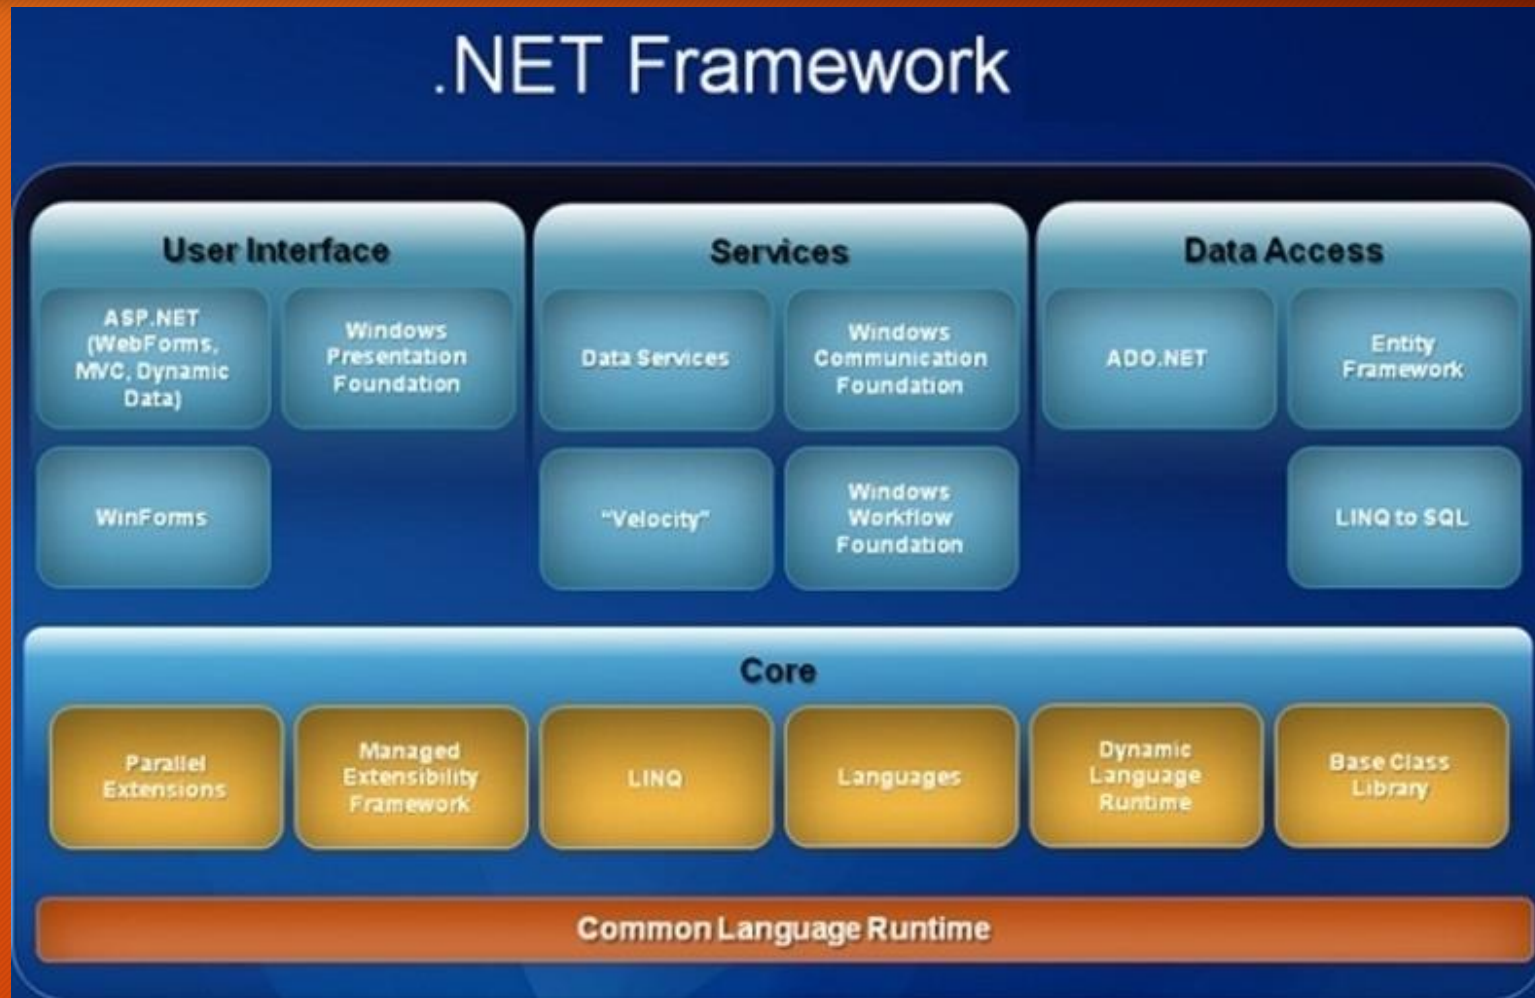 .NET Framework
User Interface
ASP.NET
(WebForms,
MVC, Dynamic
Data)
Windows
Presentation
Foundation
WinForms
Services
Data Services
Windows
Communication
Foundation
"Velocity"
Windows
Workflow
Foundation
Data Access
ADO.NET
Entity
Framework
LINQ to SQL
Core
Parallel
Extensions
Managed
Extensibility
Framework
LINQ
Languages
Dynamic
Language
Runtime
Base Class
Library
Common Language Runtime